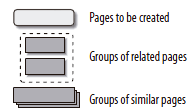 Pages to be created
Groups of related pages
Groups of similar pages